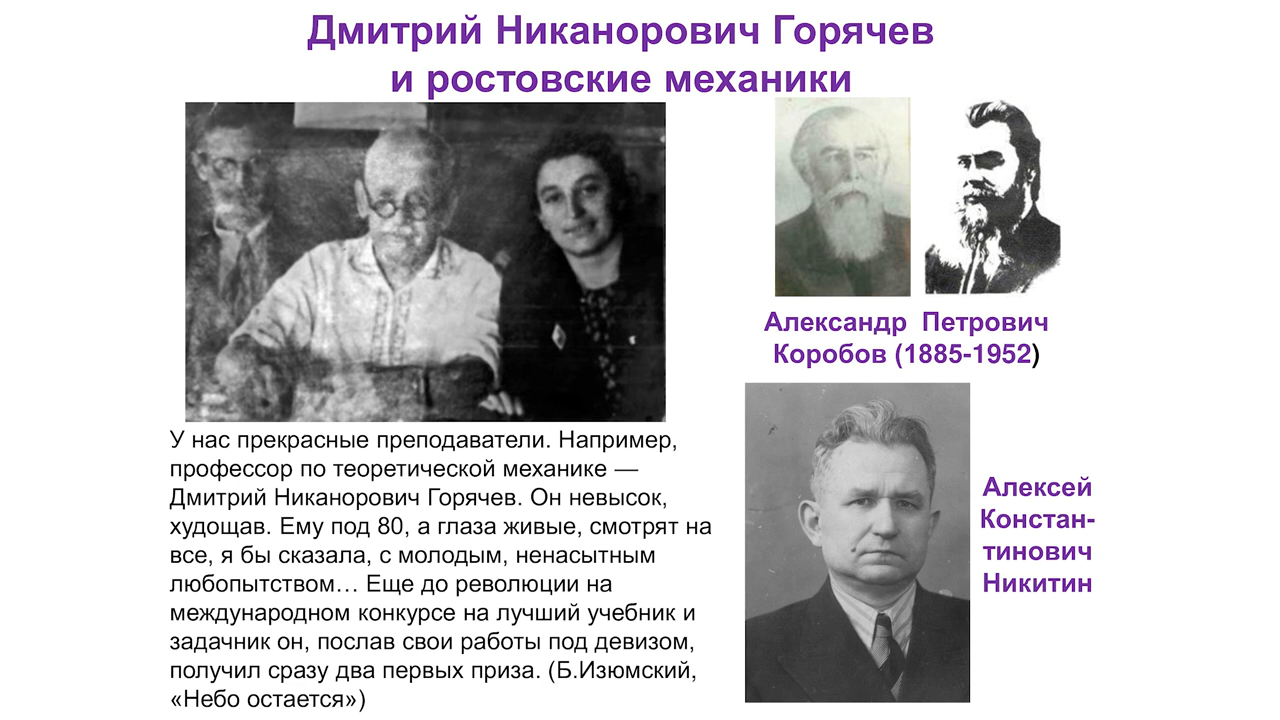 Дмитрий Никанорович Горячев
и ростовские механики
У нас прекрасные преподаватели. Например,
профессор по теоретической механике —
Дмитрий Никанорович Горячев. Он невысок,
худощав. Ему под 80, а глаза живые, смотрят на
все, я бы сказала, с молодым, ненасытным
любопытством… Еще до революции на
международном конкурсе на лучший учебник и
задачник он, послав свои работы под девизом,
получил сразу два первых приза. (Б.Изюмский,
«Небо остается»)
Александр Петрович
Коробов (1885-1952)
Алексей
Констан-
тинович
Никитин